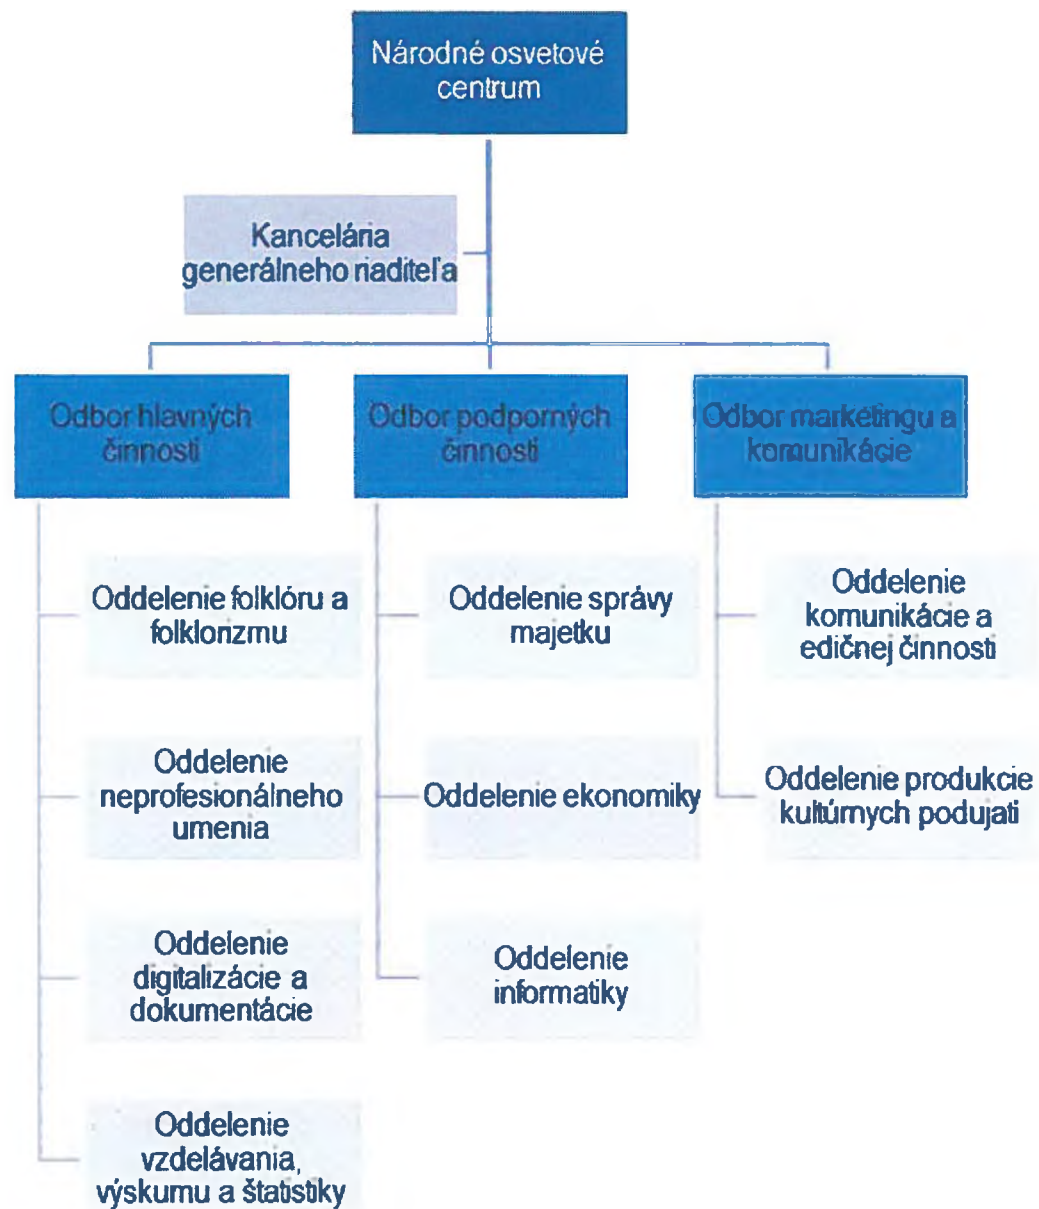 Národné osvetové
centrum
Kancelária
generálneho riaditeľa
Odbor hlavných
činností
Odbor podporných
činností
Odbor marketingu a
komunikácie
Oddelenie folklóru a
folklorizmu
Oddelenie
neprofesionálneho
umenia
Oddelenie
digitalizácie a
dokumentácie
Oddelenie
vzdelávania,
výskumu a štatistiky
Oddelenie správy
majetku
Oddelenie ekonomiky
Oddelenie
informatiky
Oddelenie
komunikácie a
edičnej činnosti
Oddelenie produkcie
kultúrnych podujatí